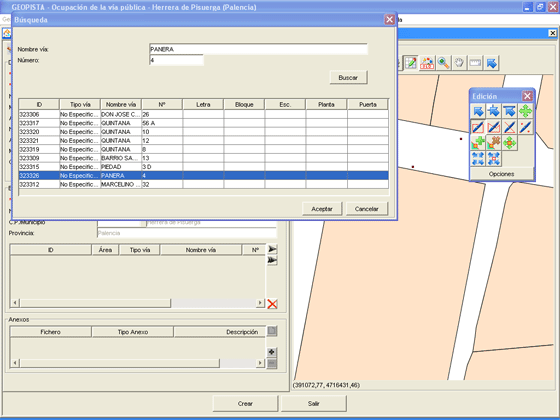 GEOPISTA - Ocupación de la vía pública - Herrera de Pisuerga (Palencia)
Búsqueda
Nombre vía: PANERA
Número: 4
Buscar
ID Tipo vía Nombre vía Nº Letra Bloque Esc. Planta Puerta
323306 No Especific... DON JOSE C... 26
323317 No Especific... QUINTANA 56 A
323320 No Especific... QUINTANA 10
323321 No Especific... QUINTANA 12
323319 No Especific... QUINTANA 8
323309 No Especific... BARRIO SA... 13
323315 No Especific... PIEDAD 3 D
323326 No Especific... PANERA 4
323312 No Especific... MARCELINO ... 32
Aceptar Cancelar
Edición
Opciones
C.P.Municipio Herrera de Pisuerga
Provincia: Palencia
ID Área Tipo vía Nombre vía Nº
Anexos
Fichero Tipo Anexo Descripción
(391072,77, 4716431,46)
Crear Salir